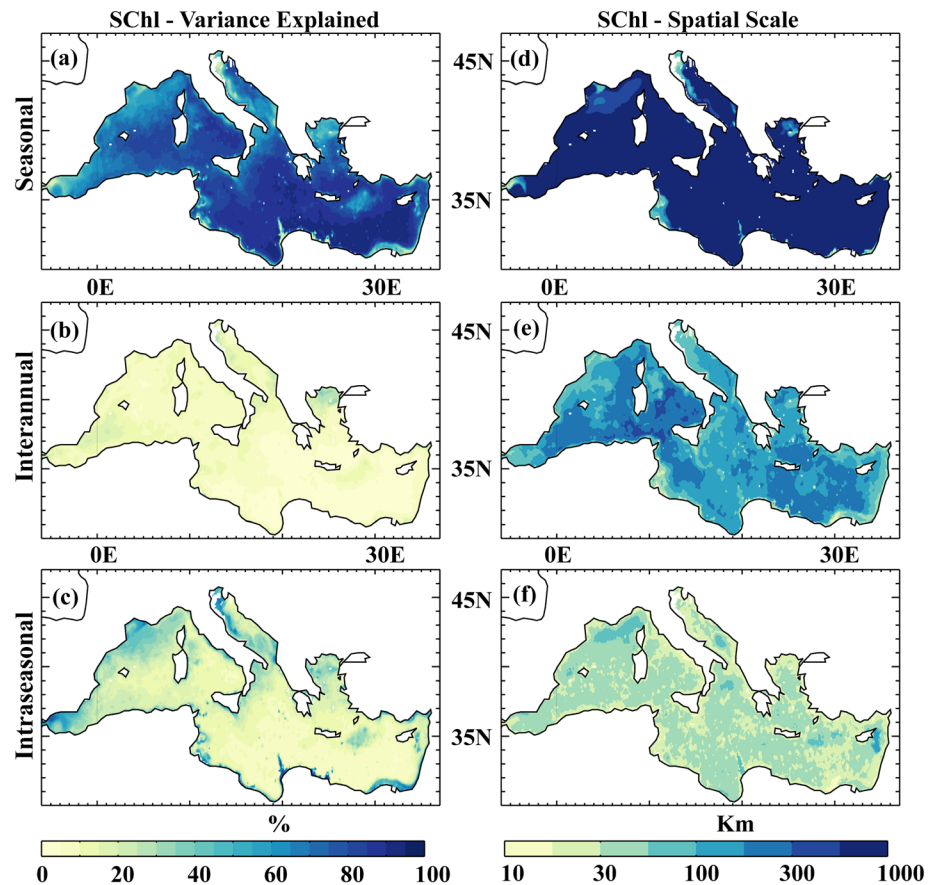 SChl - Variance Explained
SChl - Spatial Scale
Seasonal
(a)
45N
35N
(d)
0E
30E
30E
Interannual
(b)
45N
35N
(e)
0E
30E
0E
30E
Intraseasonal
(c)
45N
35N
(f)
%
Km
0 20 40 60 80 100
10 30 100 300 1000